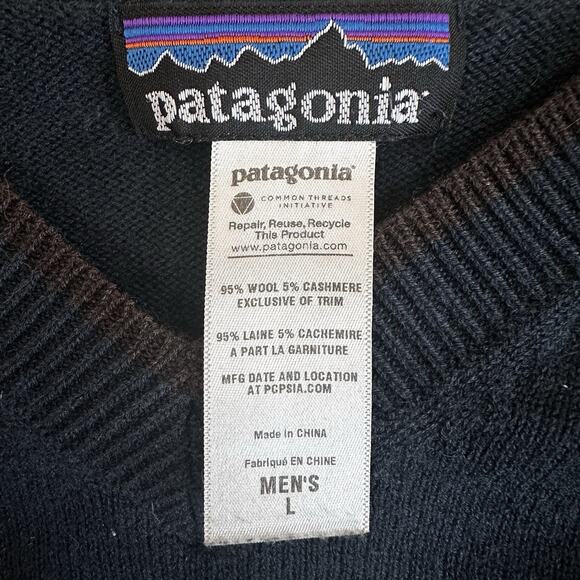 patagonia
patagonia
COMMON THREADS
INITIATIVE
Repair, Reuse, Recycle
This Product
www.patagonia.com
95% WOOL 5% CASHMERE
EXCLUSIVE OF TRIM
95% LAINE 5% CACHEMIRE
A PART LA GARNITURE
MFG DATE AND LOCATION
AT PCPSIA.COM
Made in CHINA
Fabriqué EN CHINE
MEN'S
L